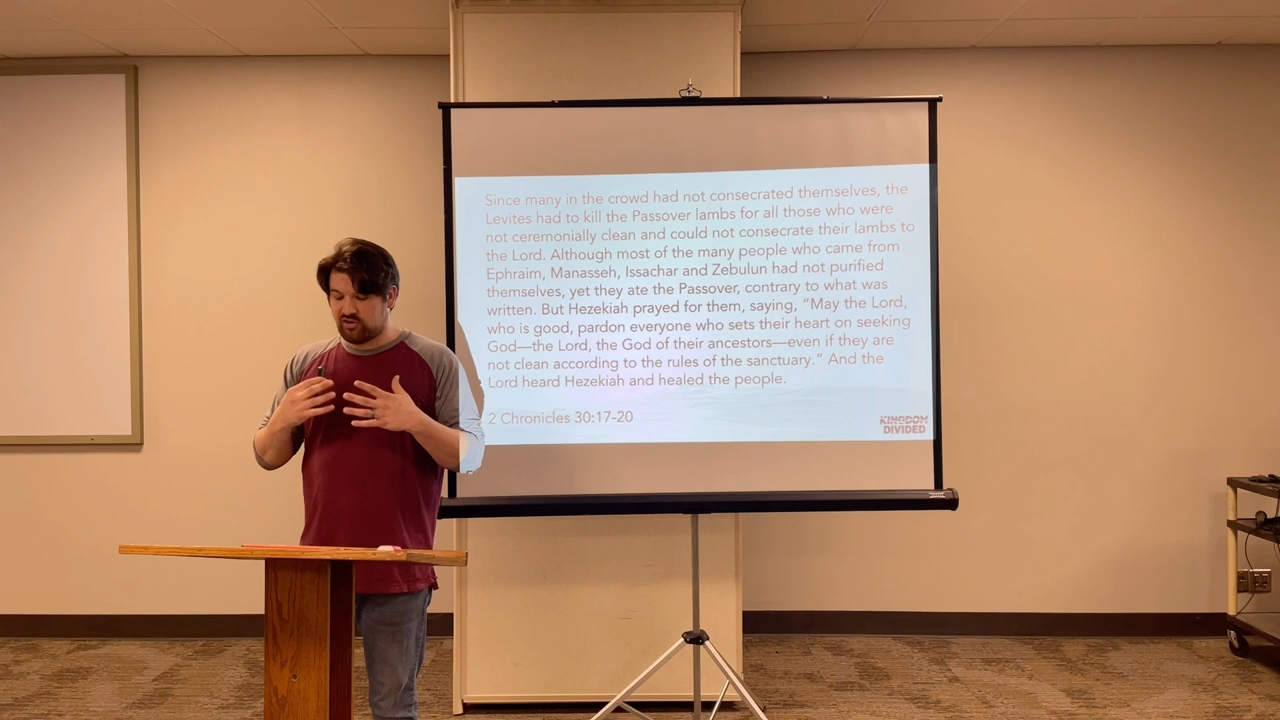 Since many in the crowd had not consecrated themselves, the
Levites had to kill the Passover lambs for all those who were
not ceremonially clean and could not consecrate their lambs to
the Lord. Although most of the many people who came from
Ephraim, Manasseh, Issachar and Zebulun had not purified
themselves, yet they ate the Passover, contrary to what was
written. But Hezekiah prayed for them, saying, “May the Lord,
who is good, pardon everyone who sets their heart on seeking
God—the Lord, the God of their ancestors—even if they are
not clean according to the rules of the sanctuary.” And the
Lord heard Hezekiah and healed the people.
2 Chronicles 30:17-20
KINGDOM
DIVIDED